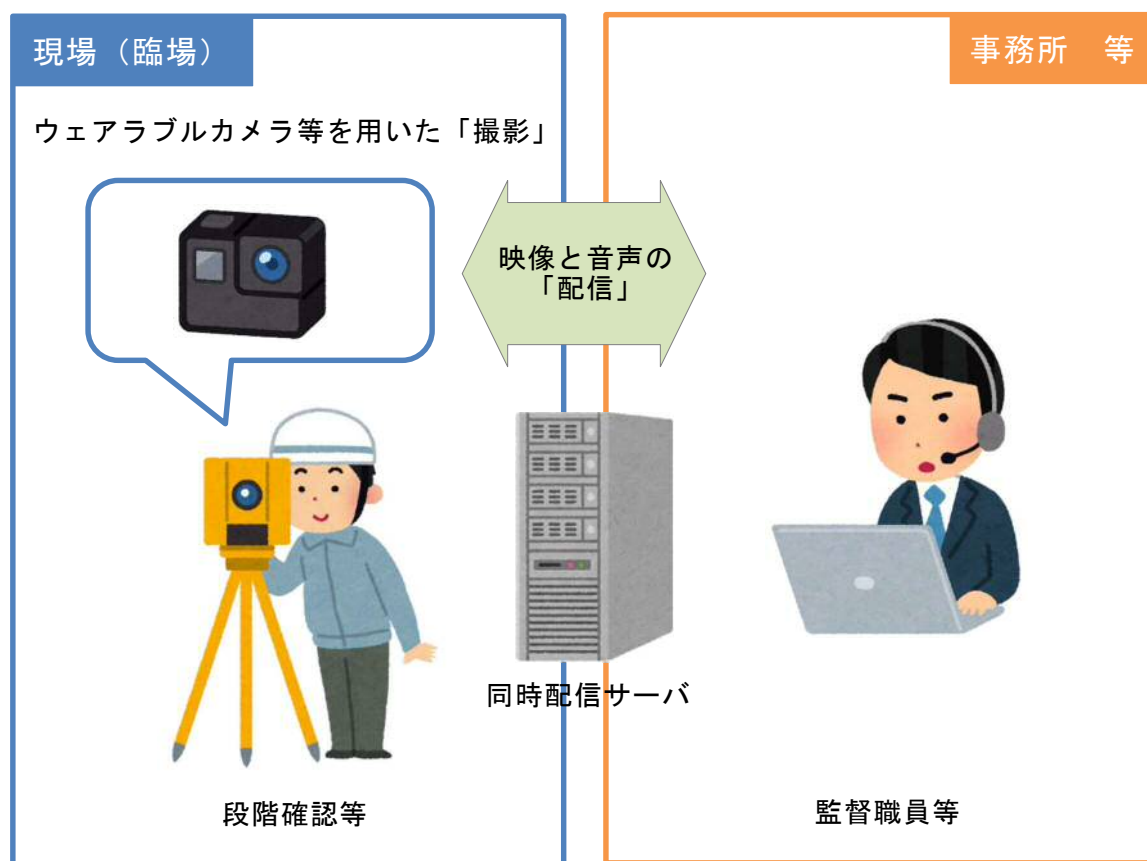 現場（臨場）
事務所　等
ウェアラブルカメラ等を用いた「撮影」
映像と音声の
「配信」
同時配信サーバ
段階確認等
監督職員等